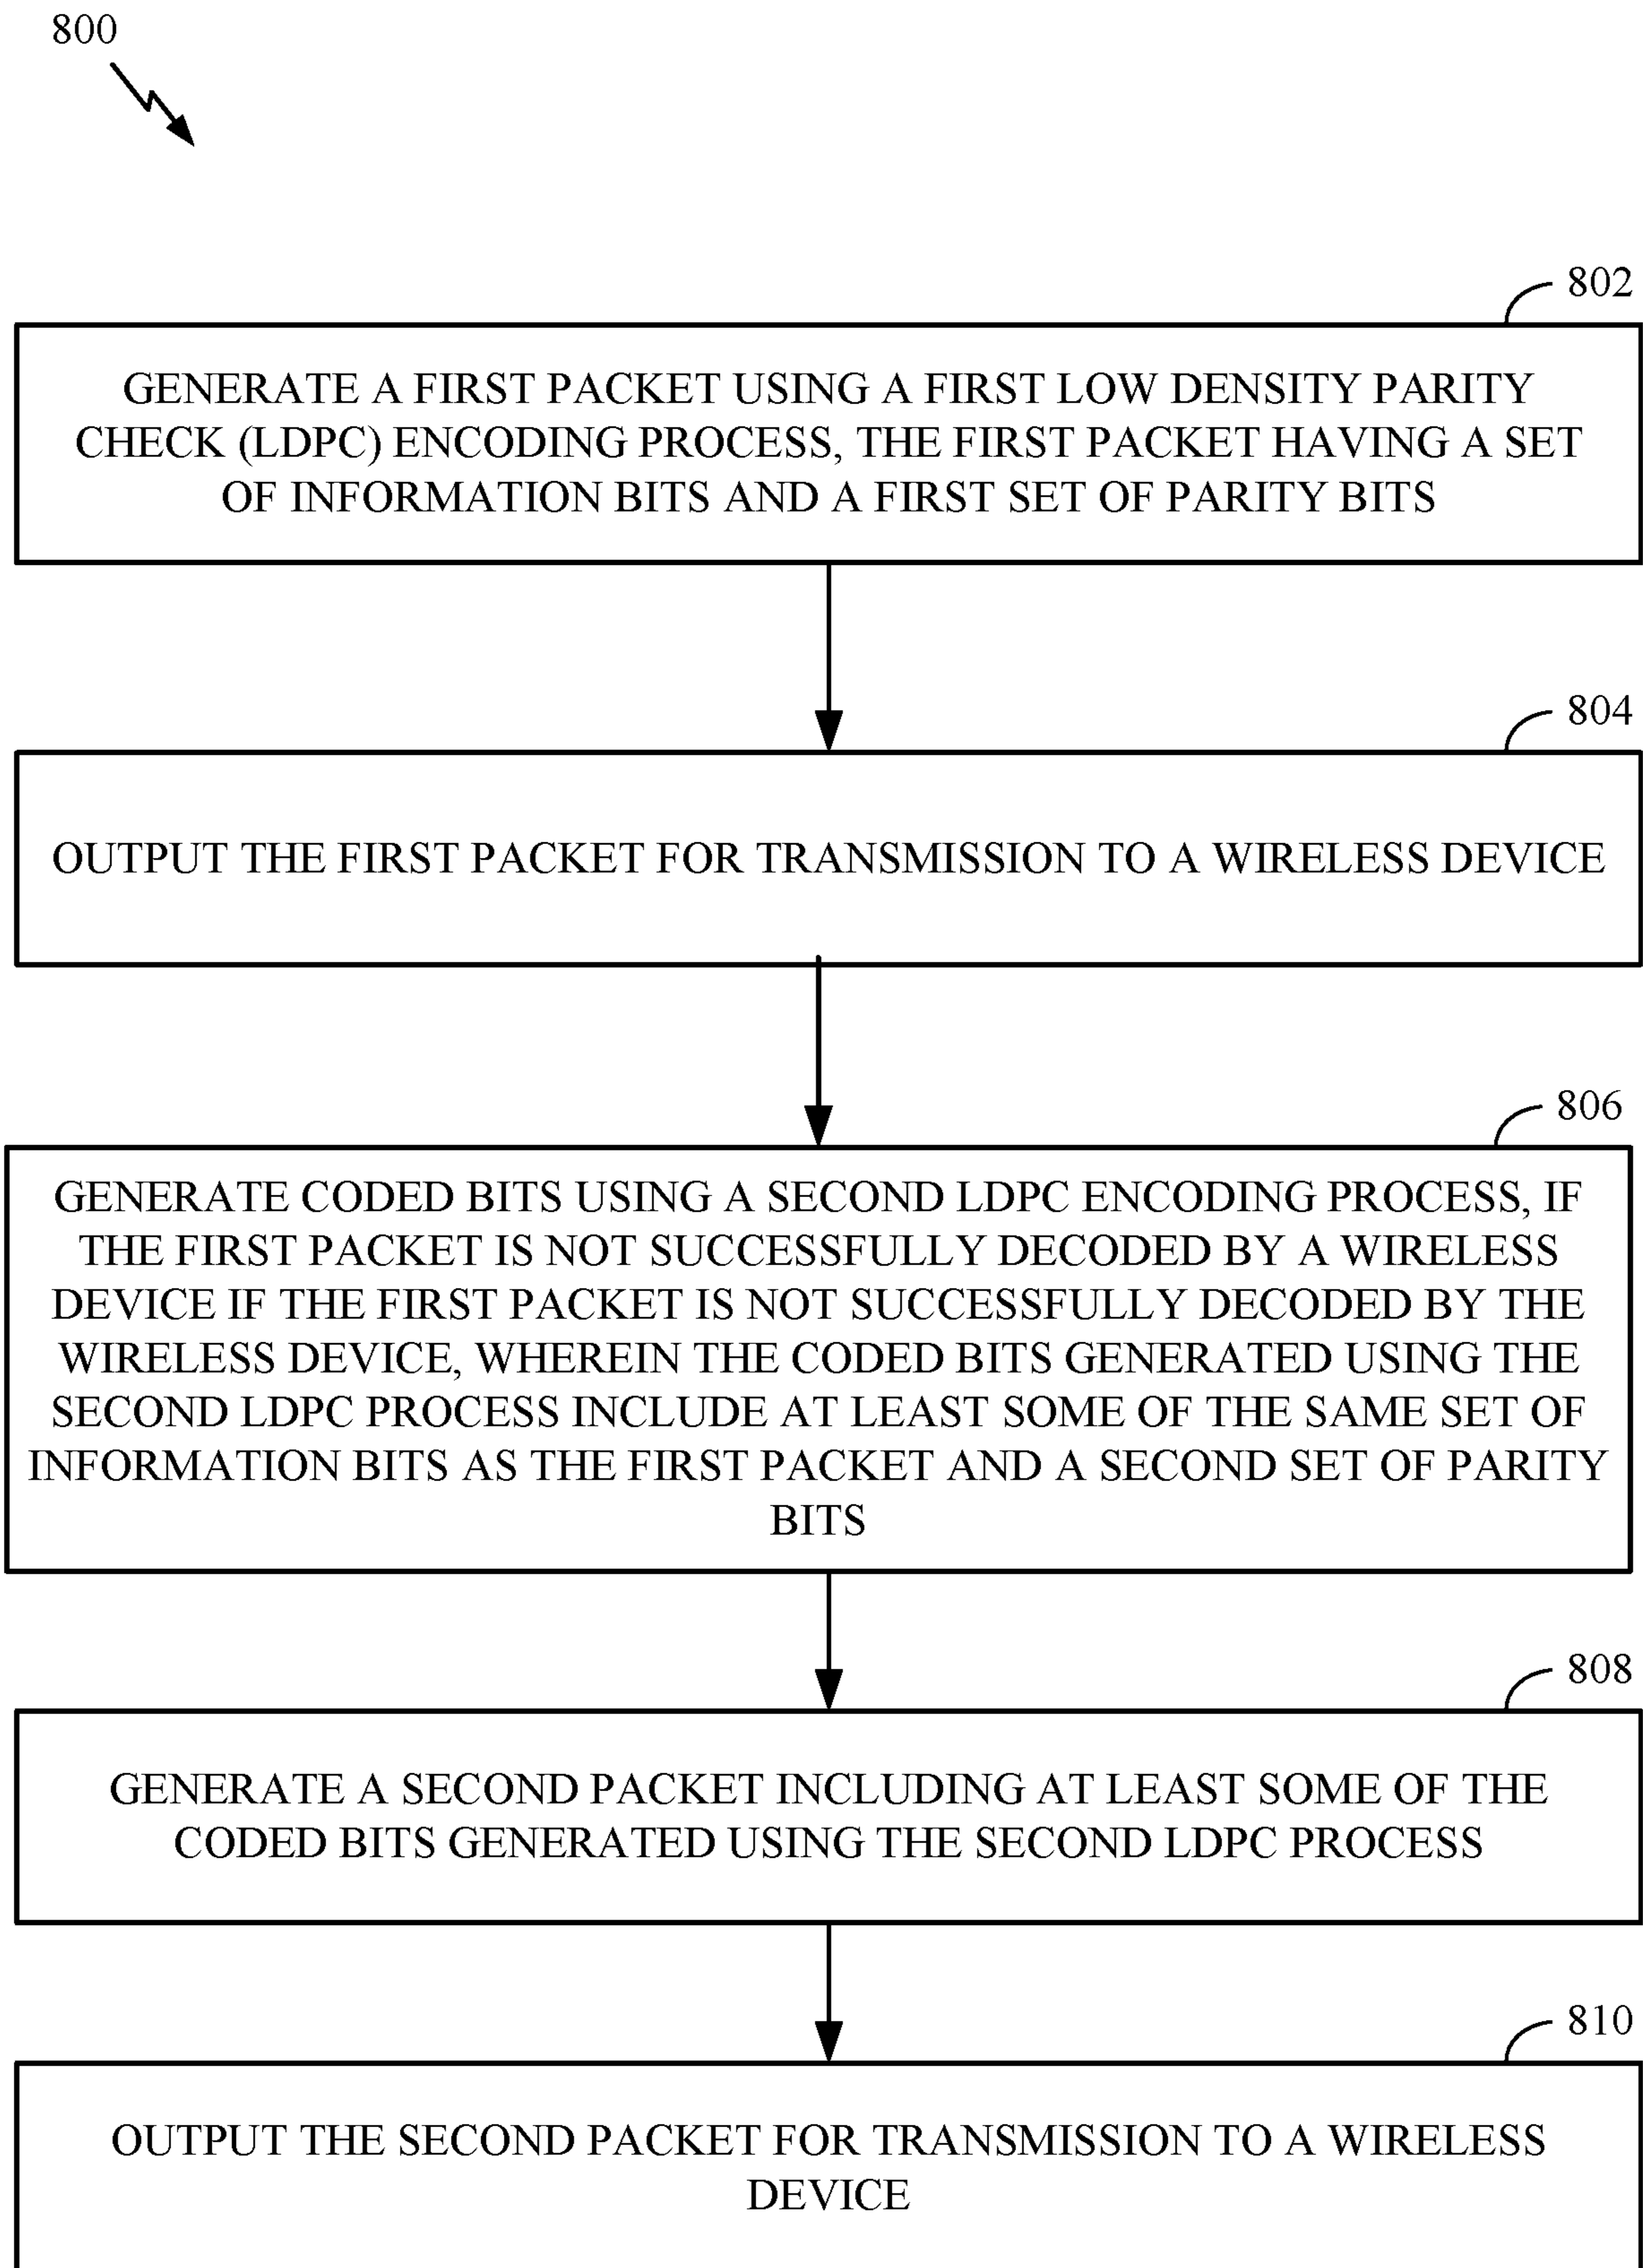 800
802
GENERATE A FIRST PACKET USING A FIRST LOW DENSITY PARITY
CHECK (LDPC) ENCODING PROCESS, THE FIRST PACKET HAVING A SET
OF INFORMATION BITS AND A FIRST SET OF PARITY BITS
804
OUTPUT THE FIRST PACKET FOR TRANSMISSION TO A WIRELESS DEVICE
806
GENERATE CODED BITS USING A SECOND LDPC ENCODING PROCESS, IF
THE FIRST PACKET IS NOT SUCCESSFULLY DECODED BY A WIRELESS
DEVICE IF THE FIRST PACKET IS NOT SUCCESSFULLY DECODED BY THE
WIRELESS DEVICE, WHEREIN THE CODED BITS GENERATED USING THE
SECOND LDPC PROCESS INCLUDE AT LEAST SOME OF THE SAME SET OF
INFORMATION BITS AS THE FIRST PACKET AND A SECOND SET OF PARITY
BITS
808
GENERATE A SECOND PACKET INCLUDING AT LEAST SOME OF THE
CODED BITS GENERATED USING THE SECOND LDPC PROCESS
810
OUTPUT THE SECOND PACKET FOR TRANSMISSION TO A WIRELESS
DEVICE